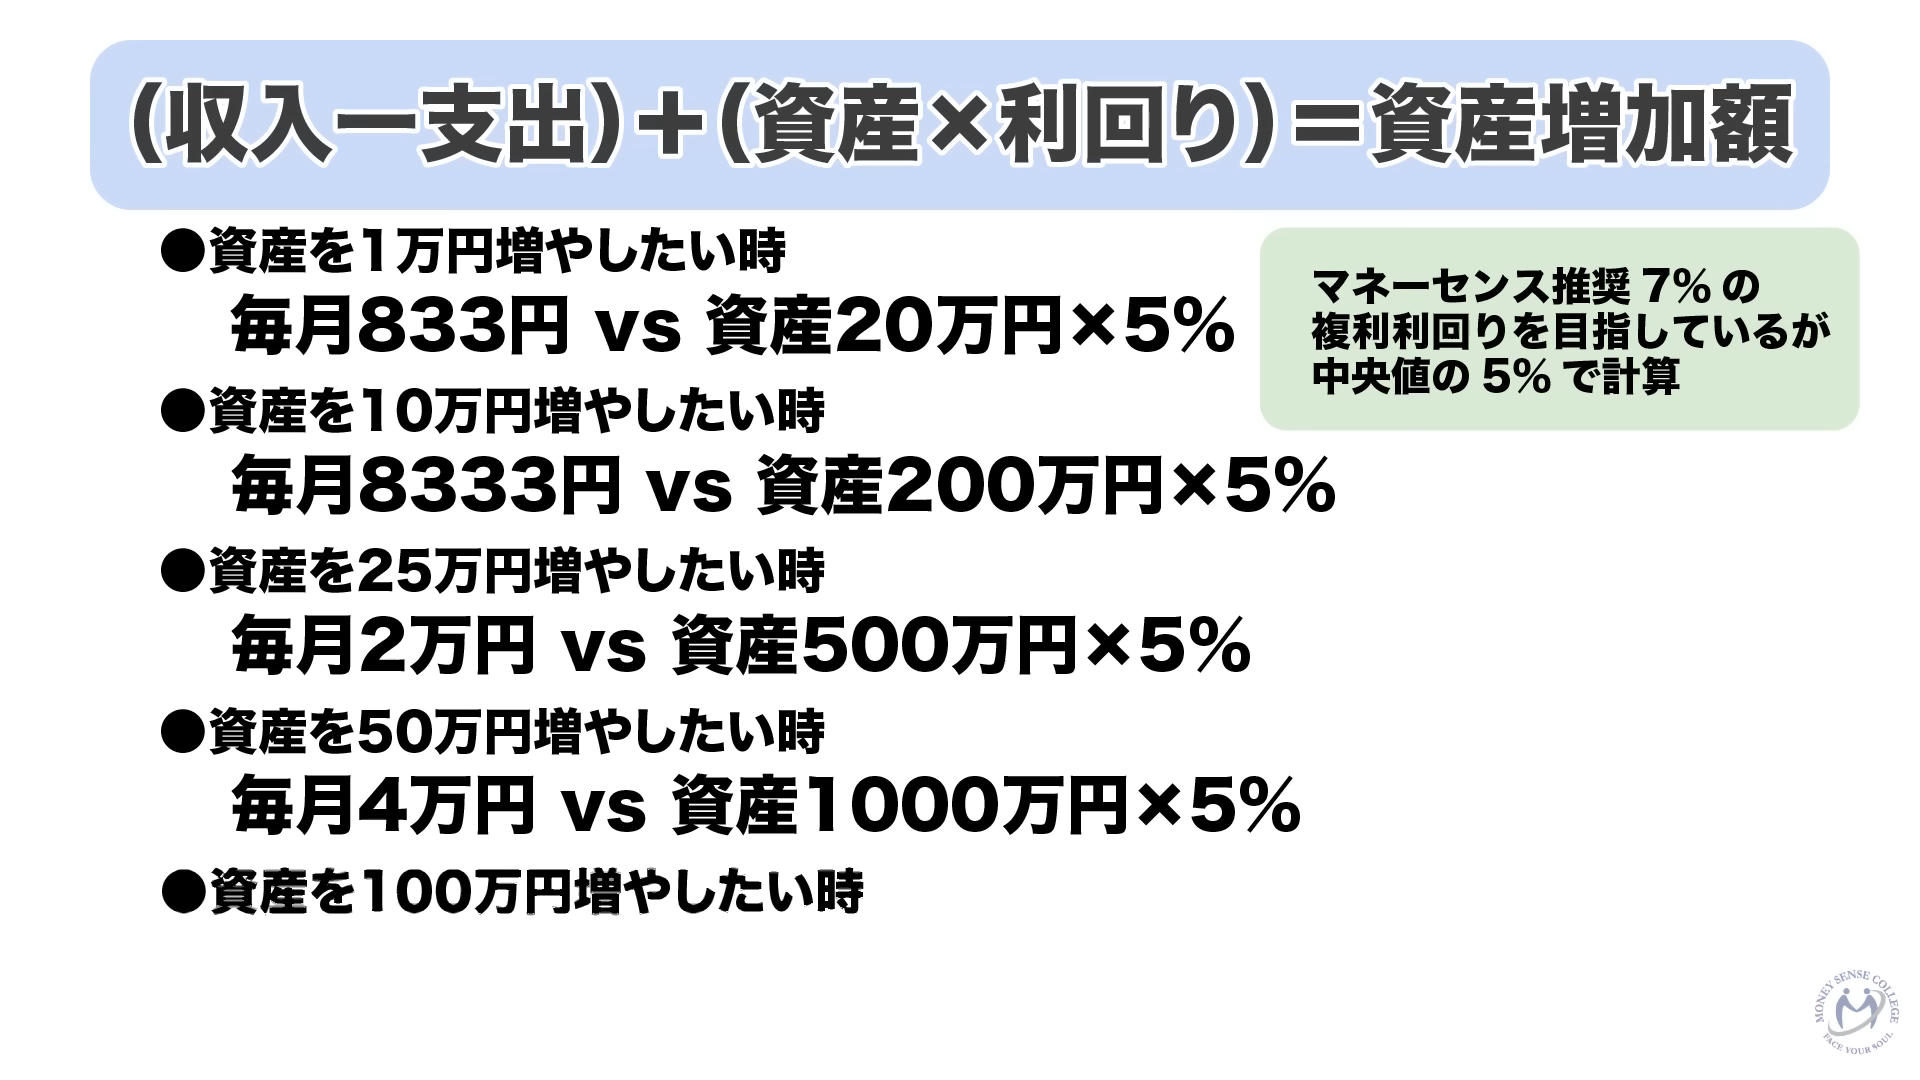 (収入ー支出)+(資産×利回り)=資産増加額
●資産を1万円増やしたい時
毎月833円 vs 資産20万円×5%
マネーセンス推奨 7% の
複利利回りを目指しているが
中央値の 5% で計算
●資産を10万円増やしたい時
毎月8333円 vs 資産200万円×5%
●資産を25万円増やしたい時
毎月2万円 vs 資産500万円×5%
●資産を50万円増やしたい時
毎月4万円 vs 資産1000万円×5%
●資産を100万円増やしたい時
MONEY SENSE COLLEGE
FACE YOUR SOUL